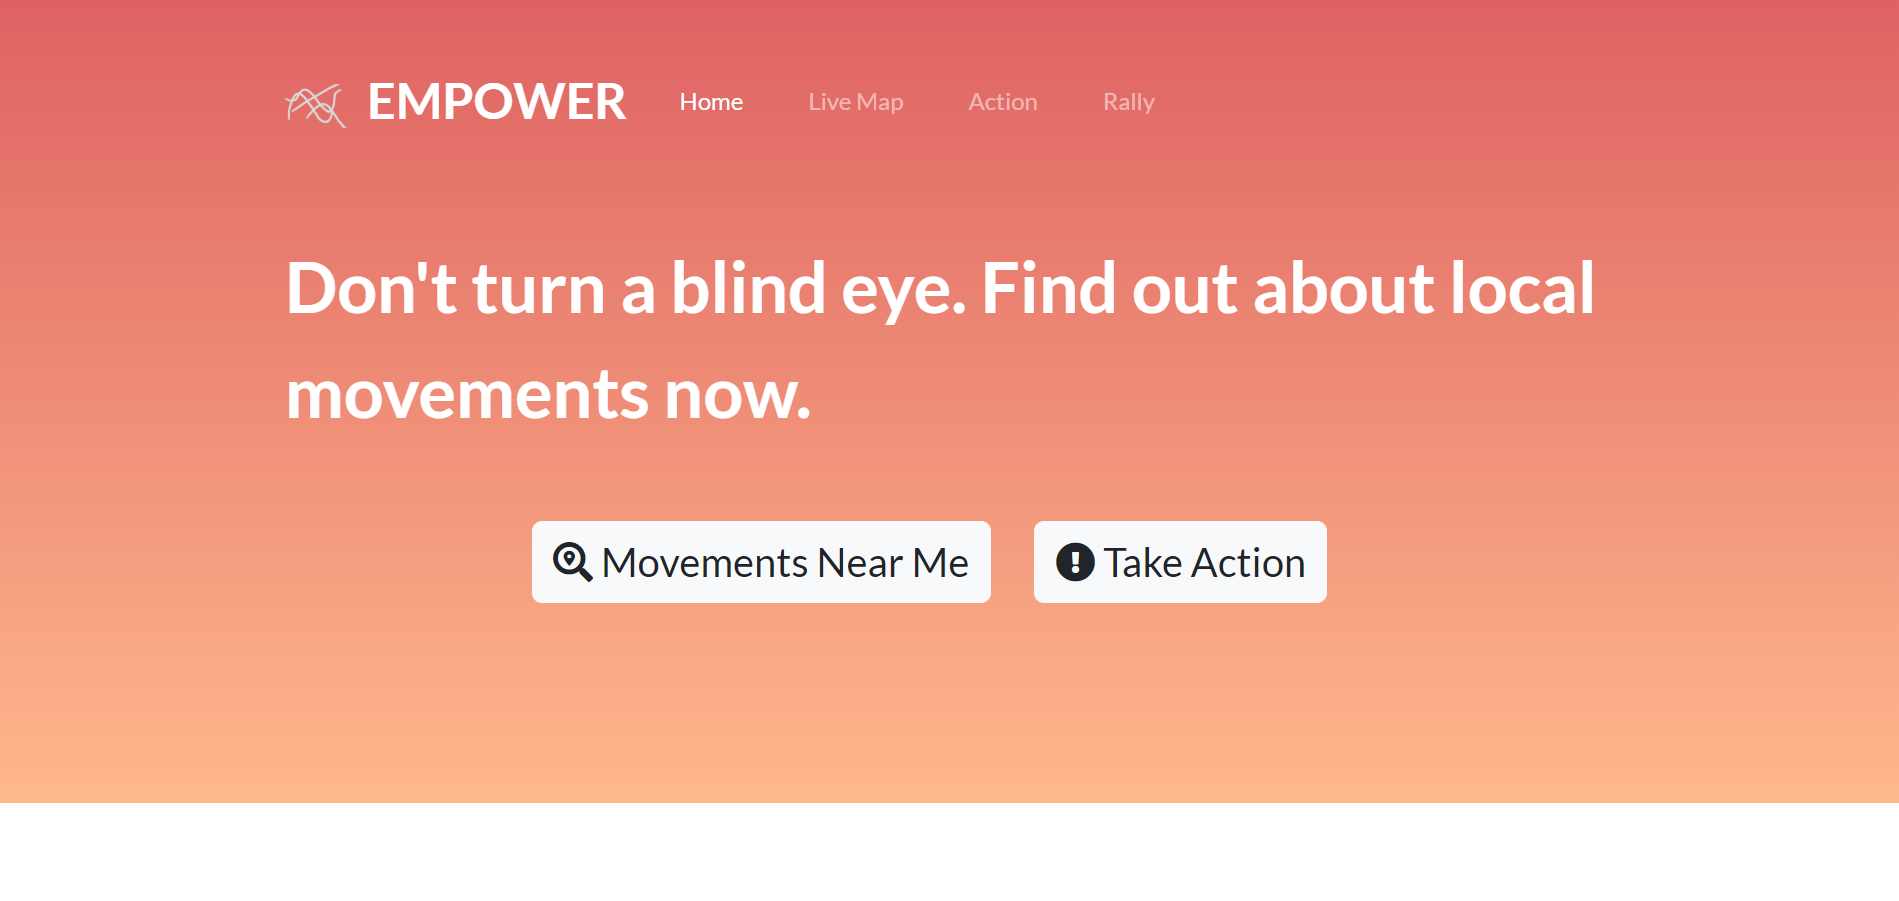 EMPOWER Home Live Map Action Rally
Don't turn a blind eye. Find out about local
movements now.
Movements Near Me Take Action